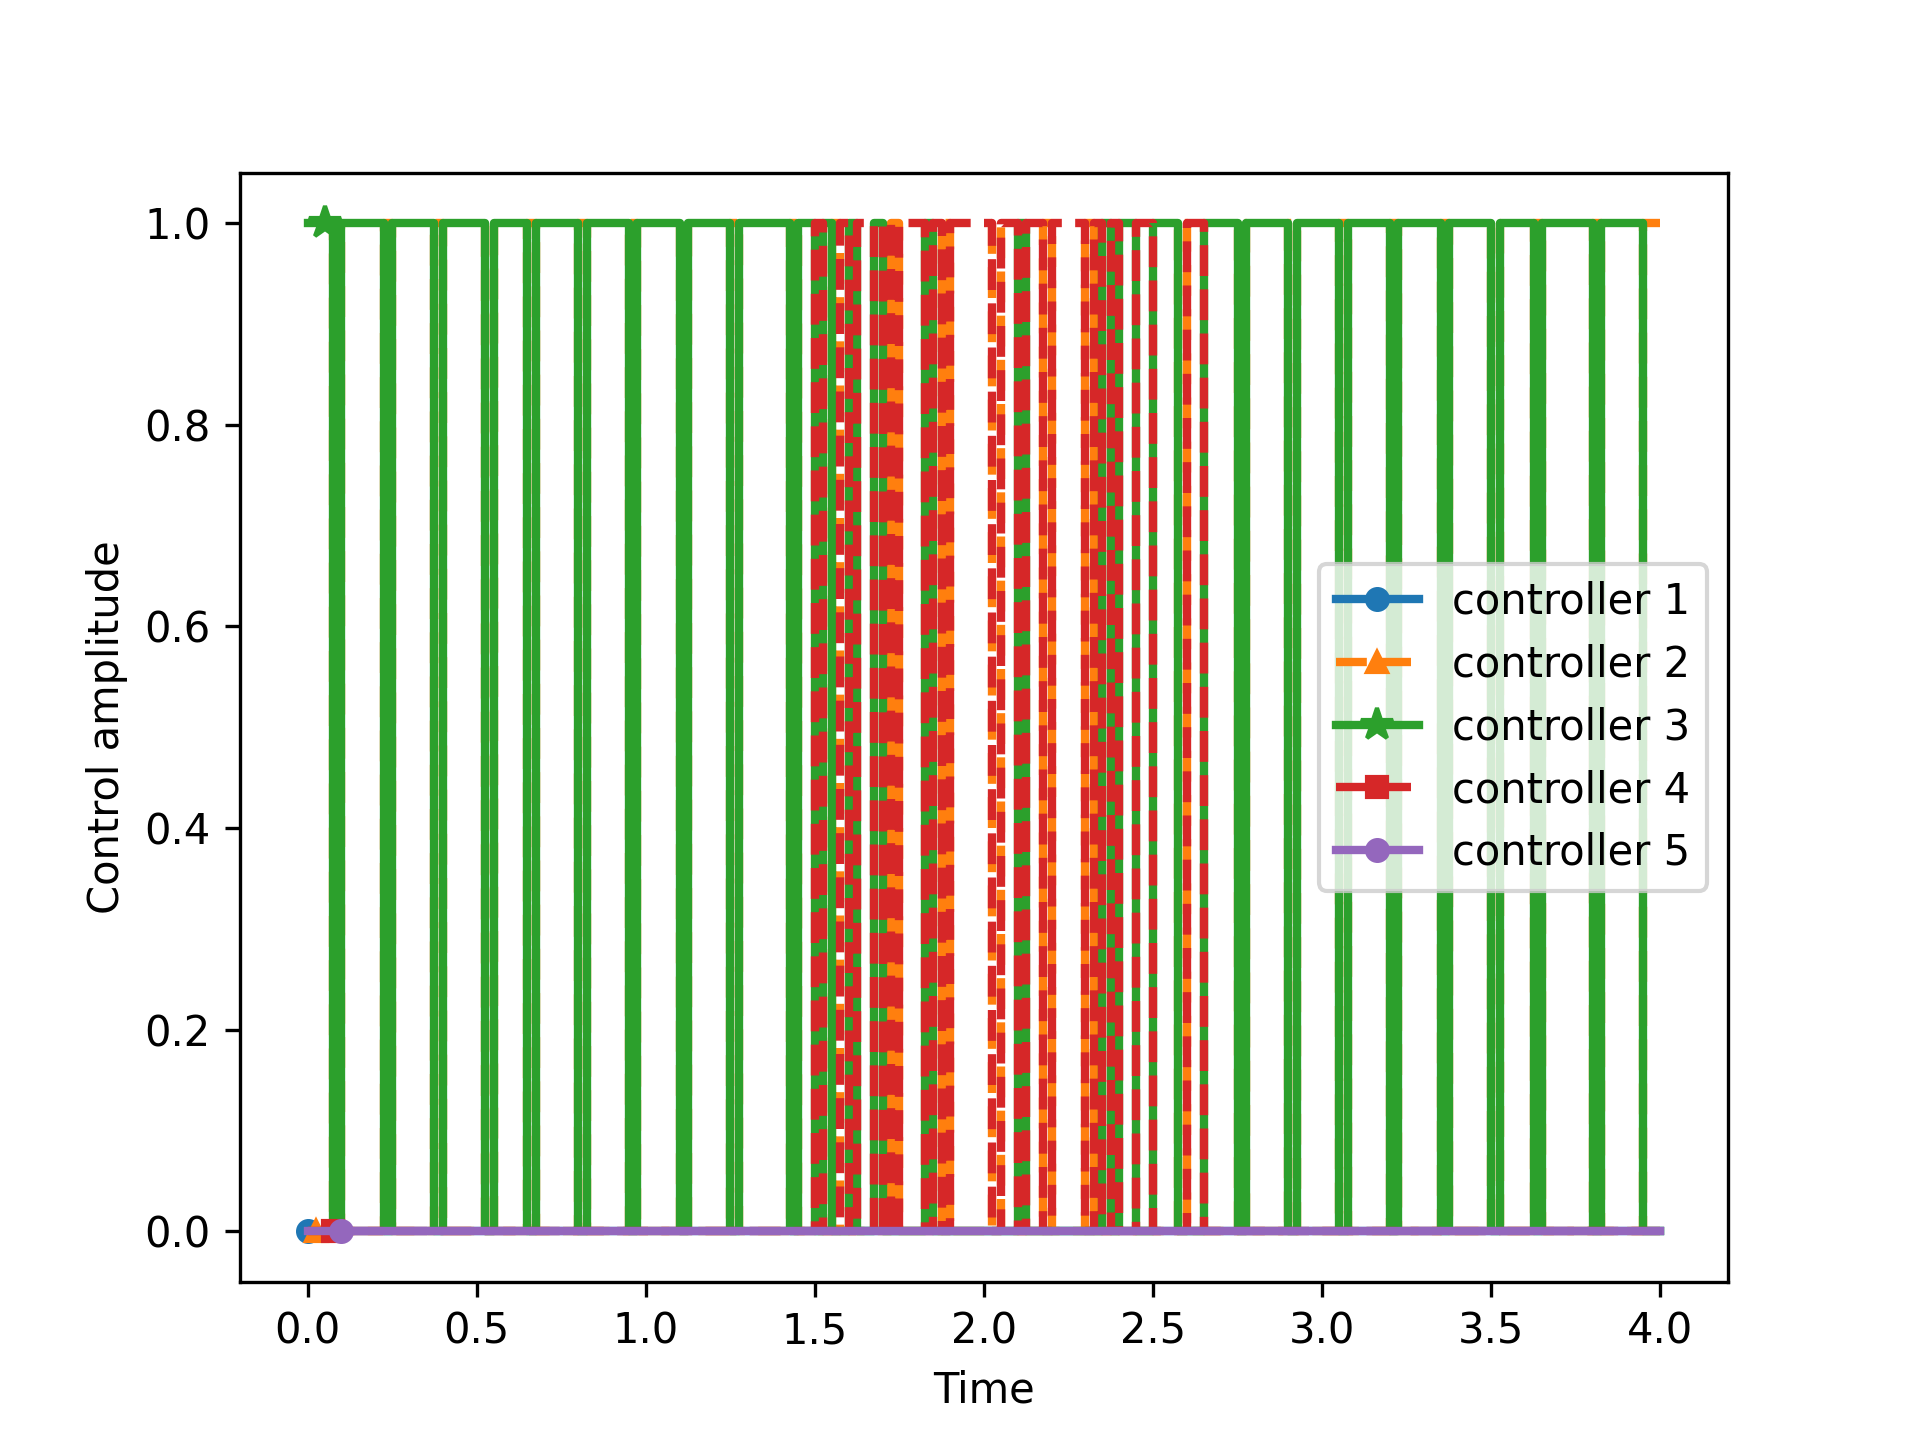 1.0
0.8
0.6
0.4
0.2
0.0
Control amplitude
controller 1
controller 2
controller 3
controller 4
controller 5
0.0 0.5 1.0 1.5 2.0 2.5 3.0 3.5 4.0
Time